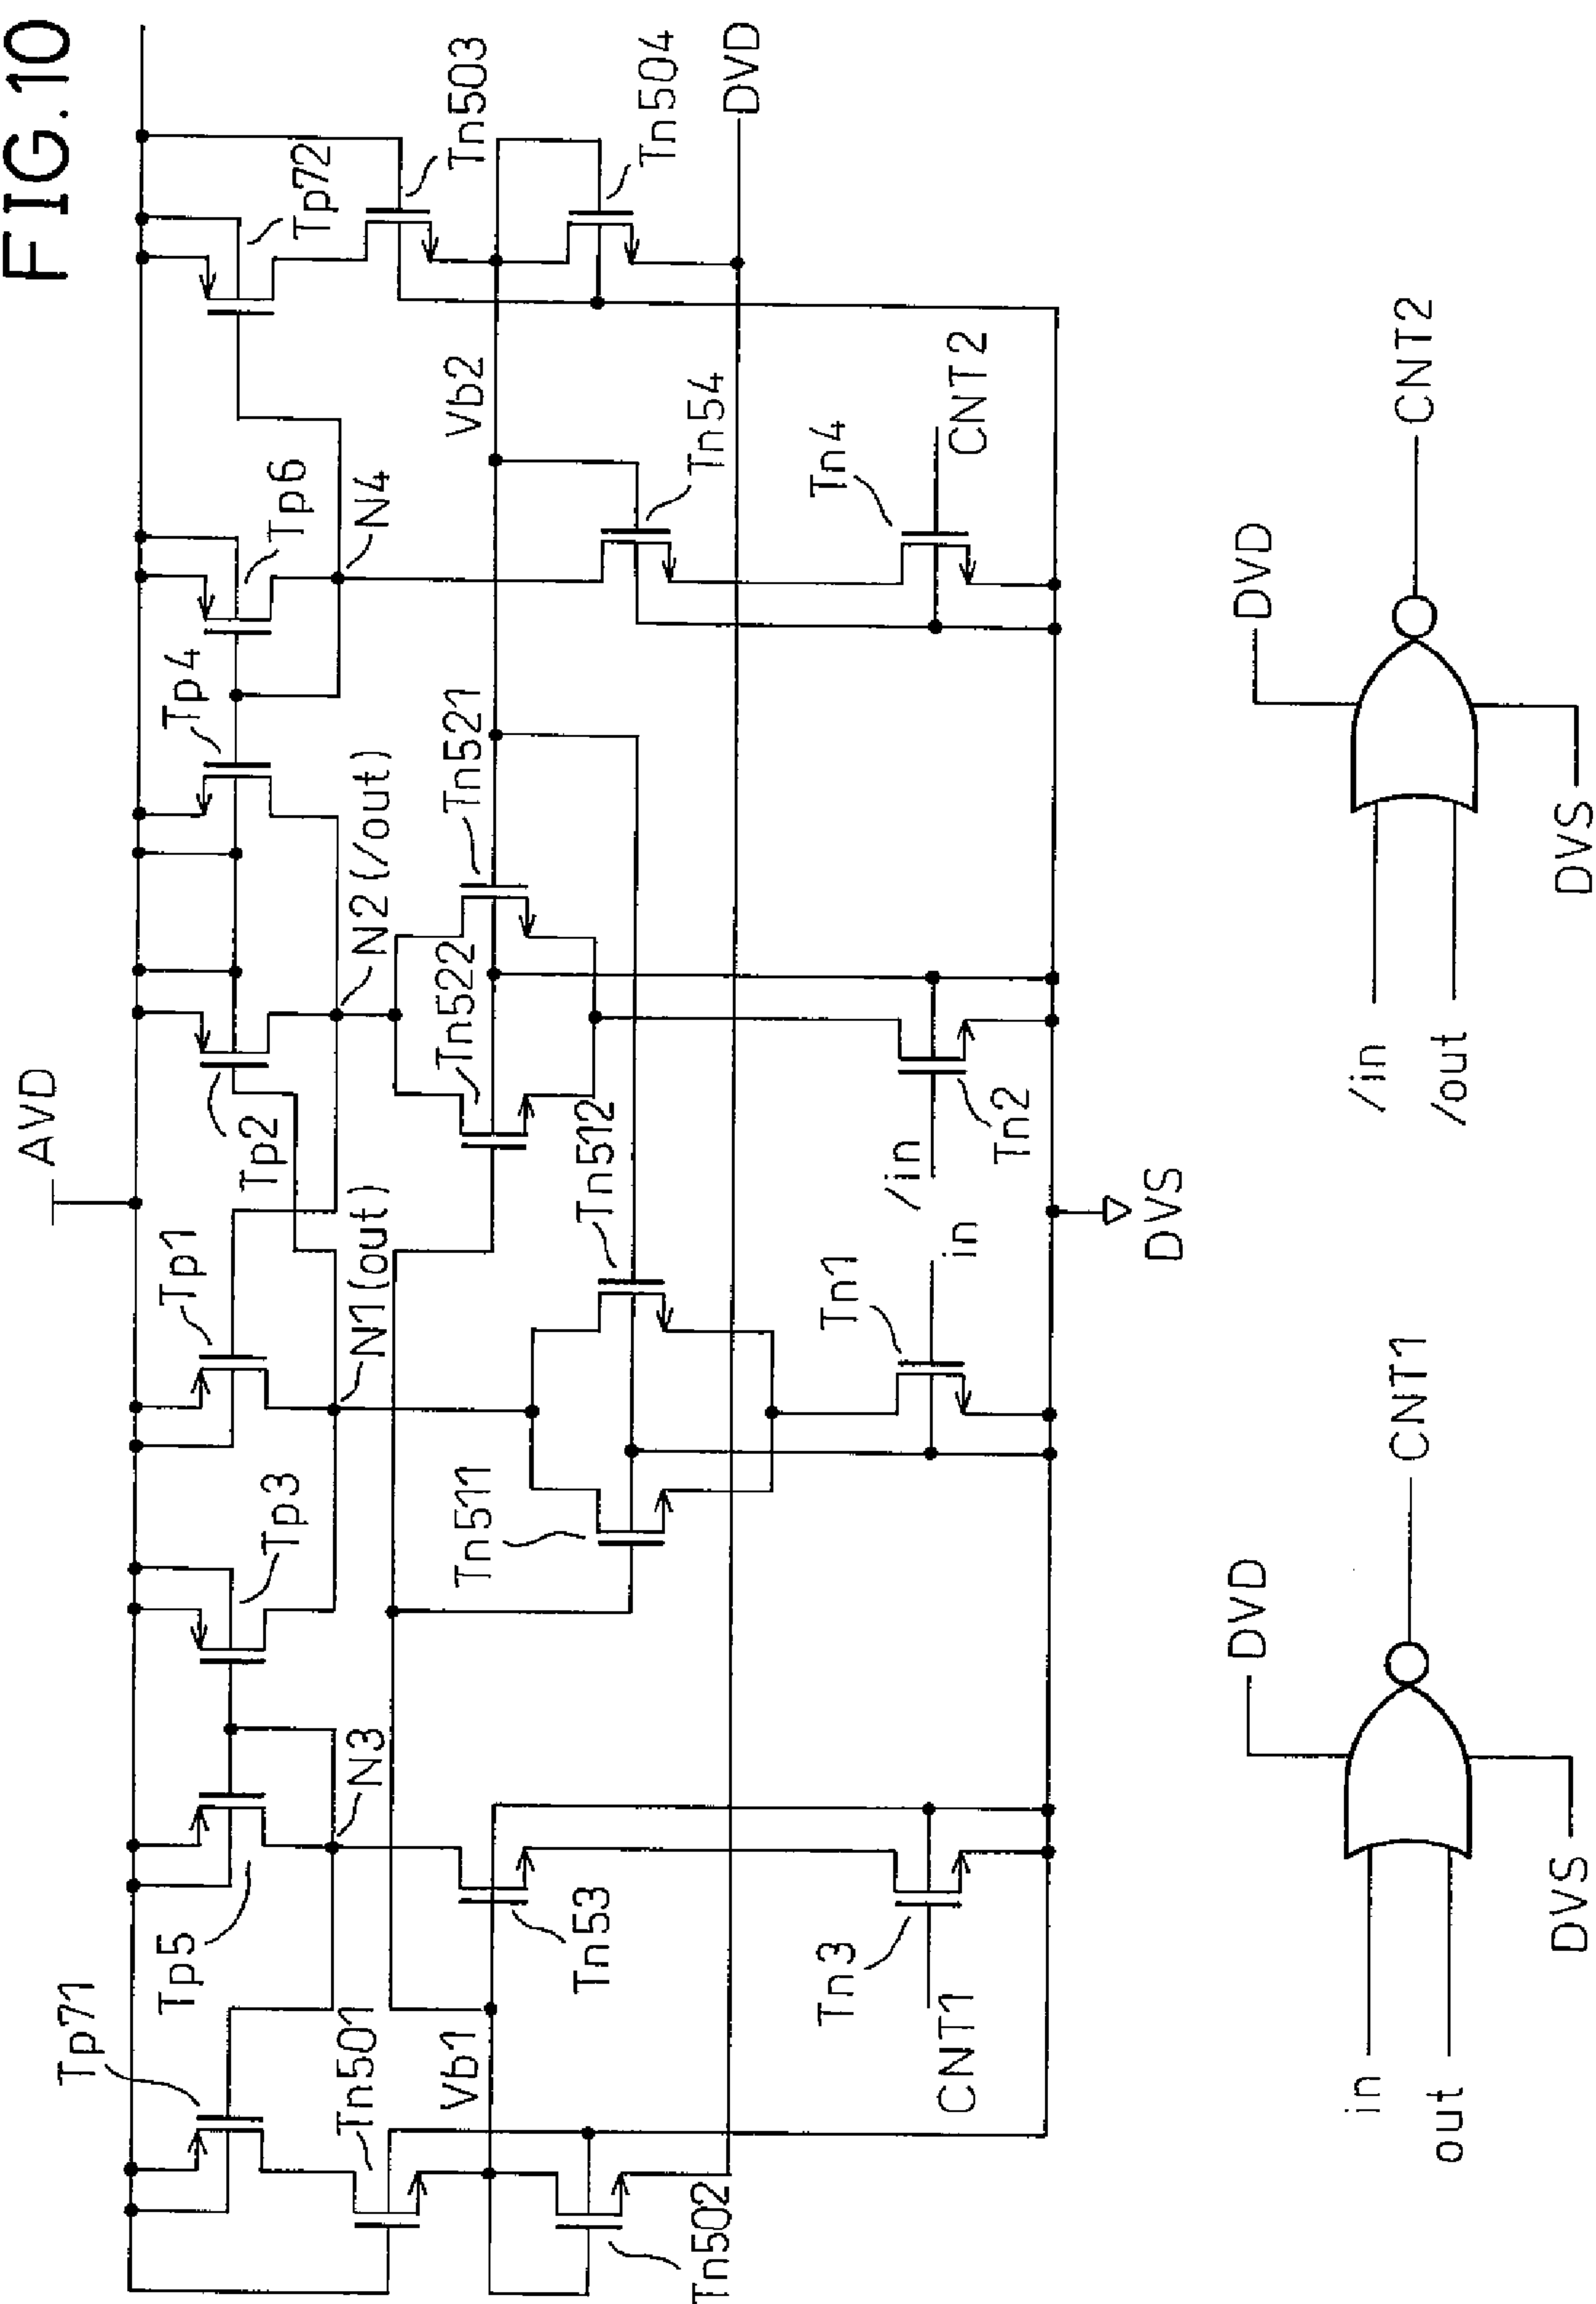 FIG.10
AVD
Tp71
Tp5
Tp3
Tp1
Tp2
Tp4
Tp6
Tp72
N3
N1(out)
N2(/out)
N4
Tn501
Vb1
Tn502
Tn53
Tn511
Tn512
Tn522
Tn521
Vb2
Tn54
Tn503
Tn504
DVD
Tn3
CNT1
Tn1
in
/in
Tn2
Tn4
CNT2
DVS
in
out
DVD
DVS
CNT1
/in
/out
DVD
DVS
CNT2